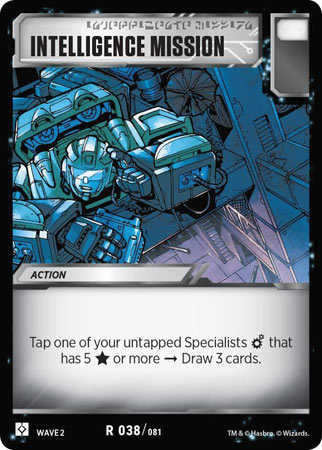 INTELLIGENCE MISSION
ACTION
Tap one of your untapped Specialists that
has 5 ★ or more → Draw 3 cards.
WAVE 2 R 038/081 TM & © Hasbro. © Wizards.